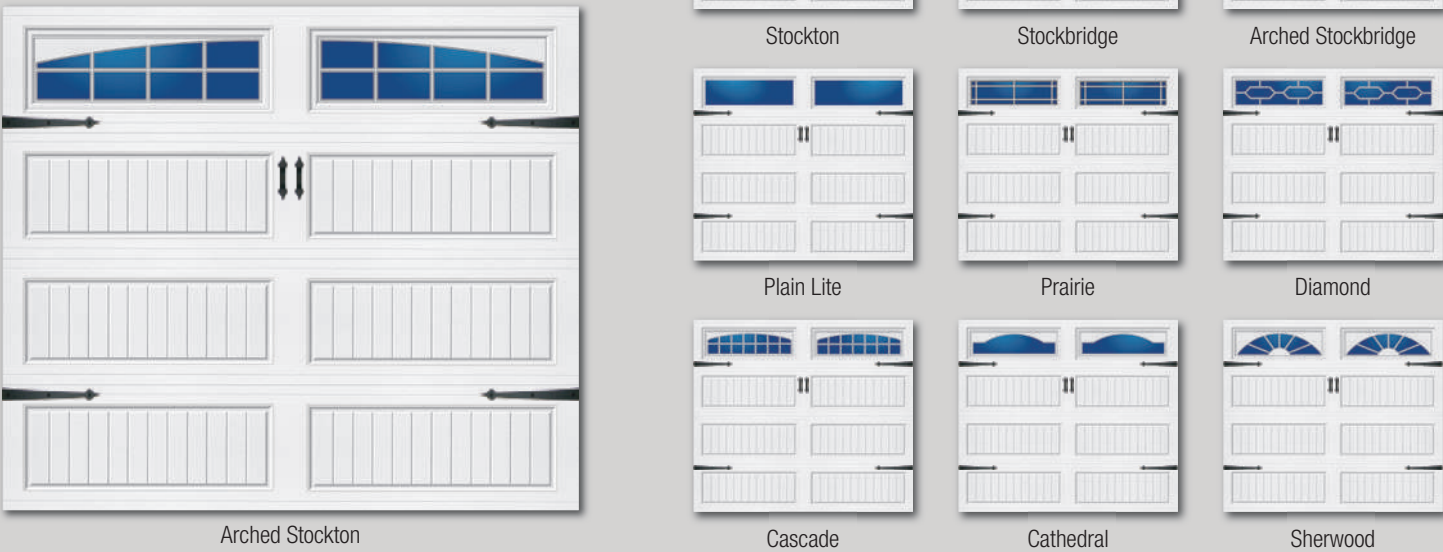 Stockton
Stockbridge
Arched Stockbridge
Plain Lite
Prairie
Diamond
Arched Stockton
Cascade
Cathedral
Sherwood